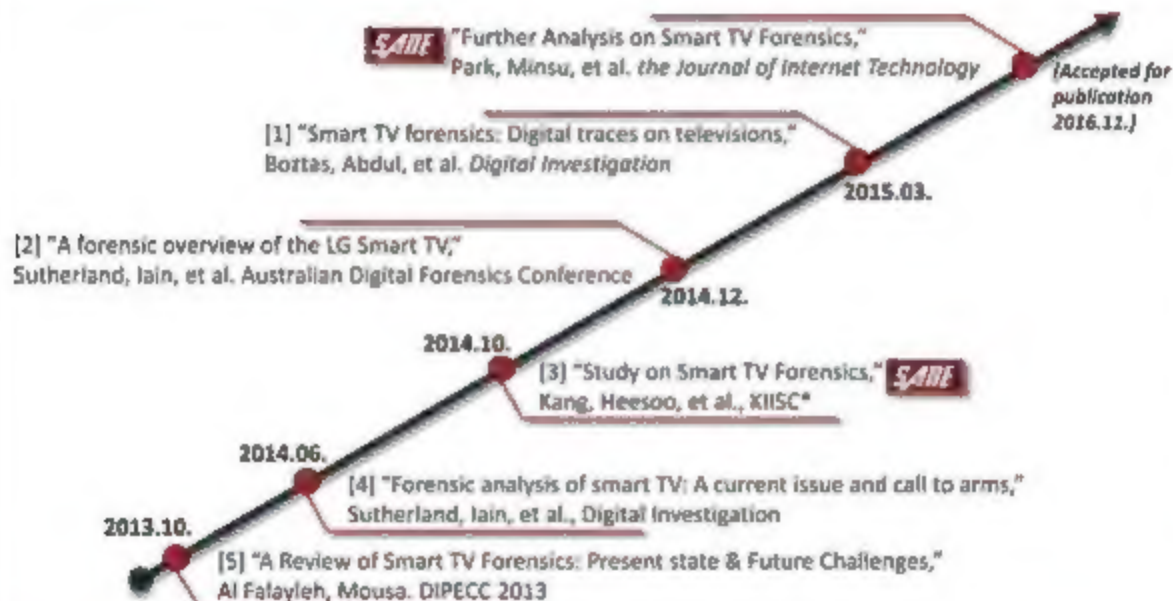 SANE "Further Analysis on Smart TV Forensics,"
Park, Minsu, et al. the Journal of Internet Technology
(Accepted for
publication
2016.11.)
[1] "Smart TV forensics: Digital traces on televisions,"
Boztas, Abdul, et al. Digital Investigation
2015.03.
[2] "A forensic overview of the LG Smart TV,"
Sutherland, Iain, et al. Australian Digital Forensics Conference
2014.12.
2014.10.
[3] "Study on Smart TV Forensics," SANE
Kang, Heesoo, et al., KIISC*
2014.06.
[4] "Forensic analysis of smart TV: A current issue and call to arms,"
Sutherland, Iain, et al., Digital Investigation
2013.10.
[5] "A Review of Smart TV Forensics: Present state & Future Challenges,"
Al Falayleh, Mousa. DIPECC 2013